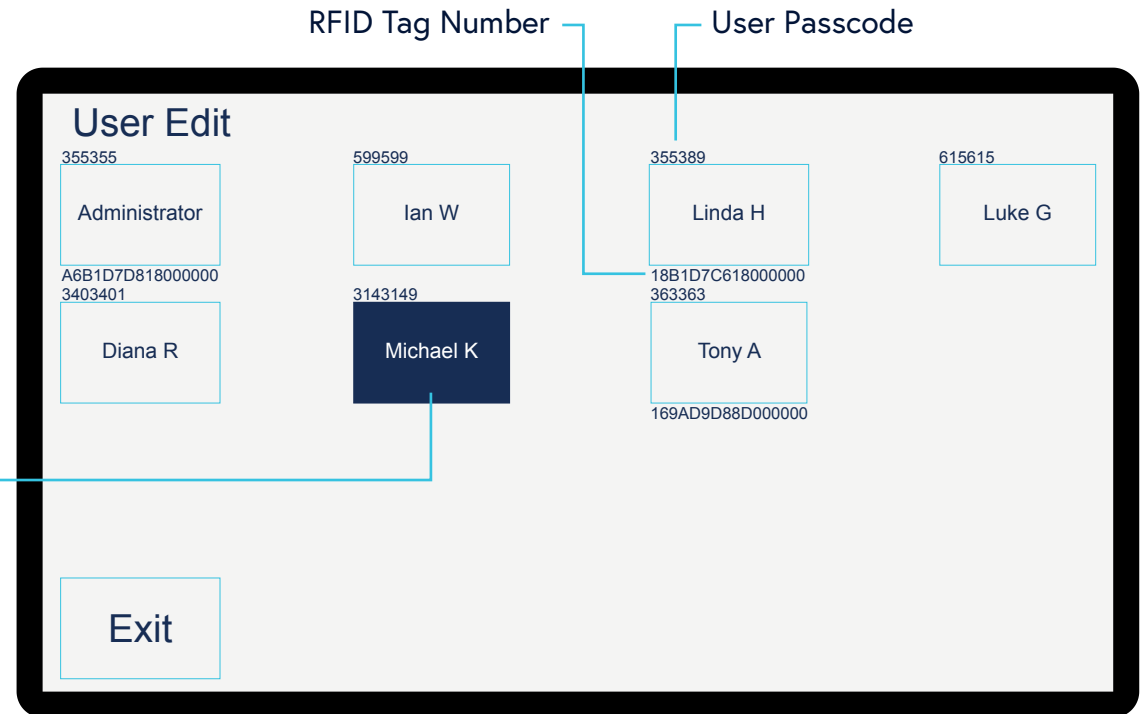 RFID Tag Number
User Passcode
User Edit
355355
599599
355389
615615
Administrator
Ian W
Linda H
Luke G
A6B1D7D818000000
18B1D7C618000000
3403401
3143149
363363
Diana R
Michael K
Tony A
169AD9D88D000000
Exit